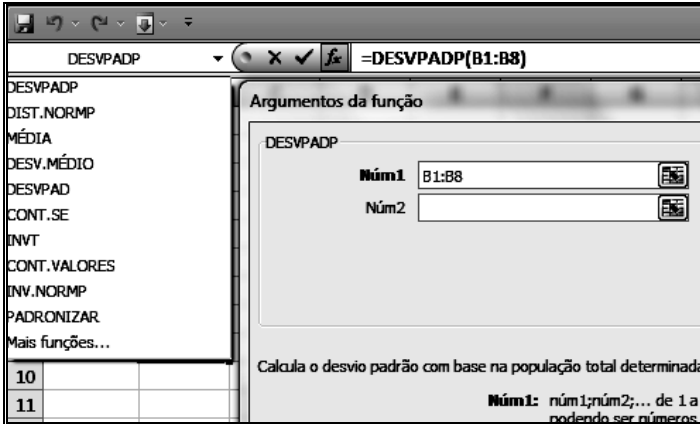 DESVPADP
fx
=DESVPADP(B1:B8)
DESVPADP
DIST.NORMP
MÉDIA
DESV.MÉDIO
DESVPAD
CONT.SE
INVT
CONT.VALORES
INV.NORMP
PADRONIZAR
Mais funções...
10
11
Argumentos da função
DESVPADP
Núm1 B1:B8
Núm2
Calcula o desvio padrão com base na população total determinada
Núm1: núm1;núm2;... de 1 a
podendo ser números